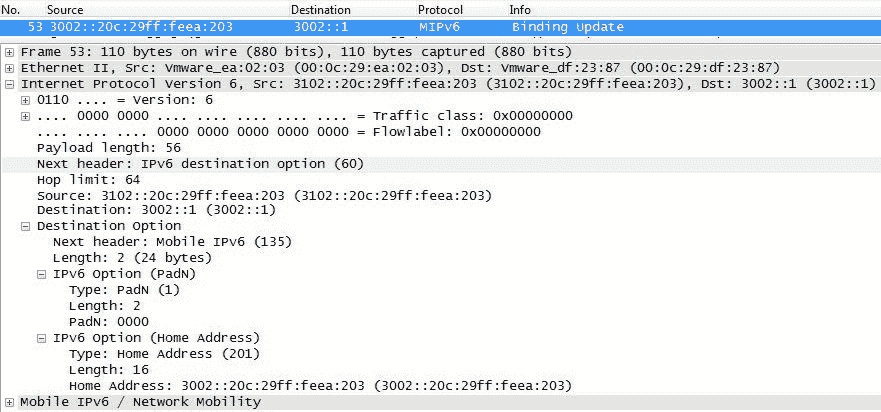 No. Source Destination Protocol Info
53 3002::20c:29ff:feea:203 3002::1 MIPv6 Binding Update
Frame 53: 110 bytes on wire (880 bits), 110 bytes captured (880 bits)
Ethernet II, Src: Vmware_ea:02:03 (00:0c:29:ea:02:03), Dst: Vmware_df:23:87 (00:0c:29:df:23:87)
Internet Protocol Version 6, Src: 3102::20c:29ff:feea:203 (3102::20c:29ff:feea:203), Dst: 3002::1 (3002::1)
0110 .... = Version: 6
.... 0000 0000 .... .... .... .... .... = Traffic class: 0x00000000
.... .... .... 0000 0000 0000 0000 0000 = Flowlabel: 0x00000000
Payload length: 56
Next header: IPv6 destination option (60)
Hop limit: 64
Source: 3102::20c:29ff:feea:203 (3102::20c:29ff:feea:203)
Destination: 3002::1 (3002::1)
Destination Option
Next header: Mobile IPv6 (135)
Length: 2 (24 bytes)
IPv6 Option (PadN)
Type: PadN (1)
Length: 2
PadN: 0000
IPv6 Option (Home Address)
Type: Home Address (201)
Length: 16
Home Address: 3002::20c:29ff:feea:203 (3002::20c:29ff:feea:203)
Mobile IPv6 / Network Mobility